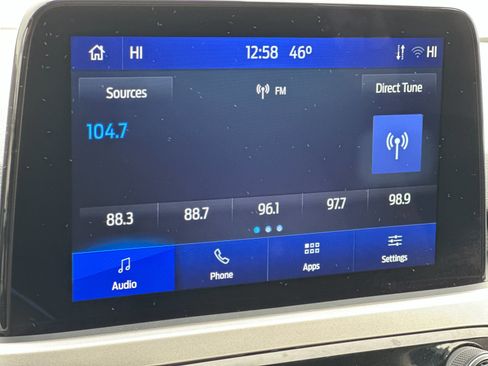 HI 12:58 46° HI
Sources FM Direct Tune
104.7
88.3 88.7 96.1 97.7 98.9
Audio Phone Apps Settings